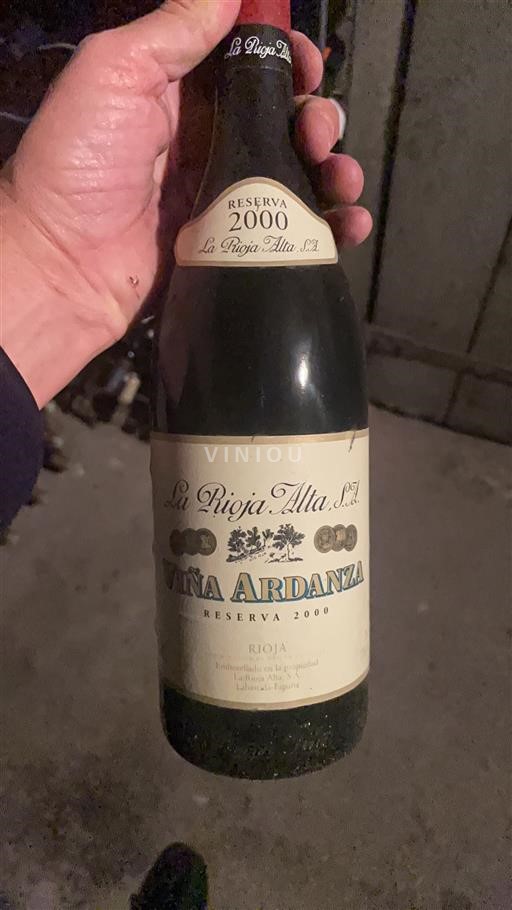 La Rioja Alta
RESERVA
2000
La Rioja Alta, S.A.
VINIOU
La Rioja Alta, S.A.
VIÑA ARDANZA
RESERVA 2000
RIOJA
Embotellado en la propiedad
La Rioja Alta, S.A.
Labastida-España